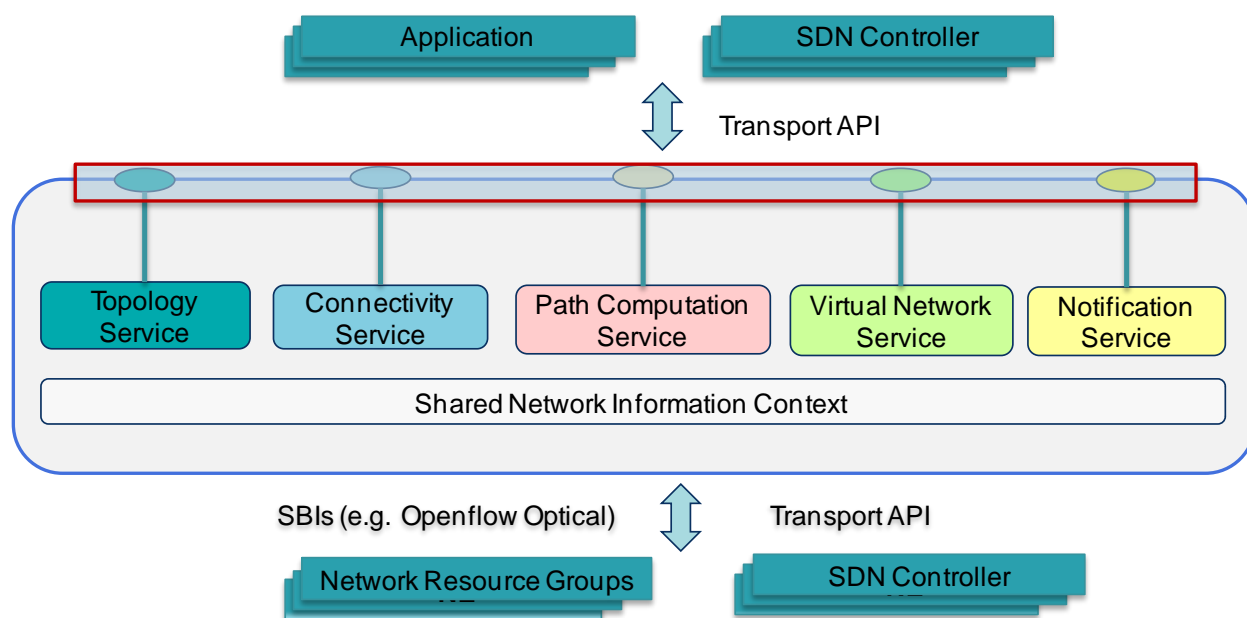 Application
SDN Controller
Transport API
Topology
Service
Connectivity
Service
Path Computation
Service
Virtual Network
Service
Notification
Service
Shared Network Information Context
SBIs (e.g. Openflow Optical)
Transport API
Network Resource Groups
SDN Controller